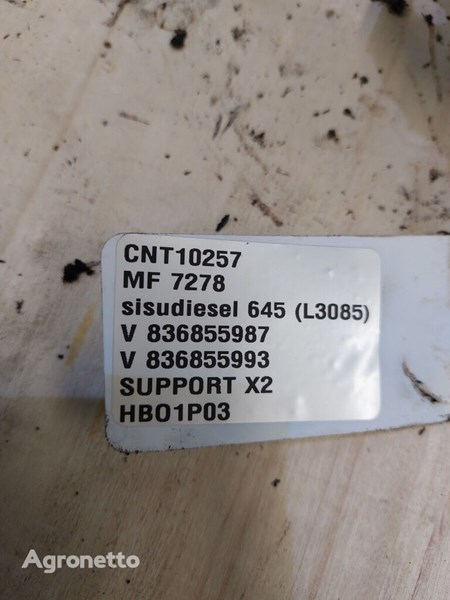 CNT10257
MF 7278
sisudiesel 645 (L3085)
V 836855987
V 836855993
SUPPORT X2
HB01P03
Agronetto